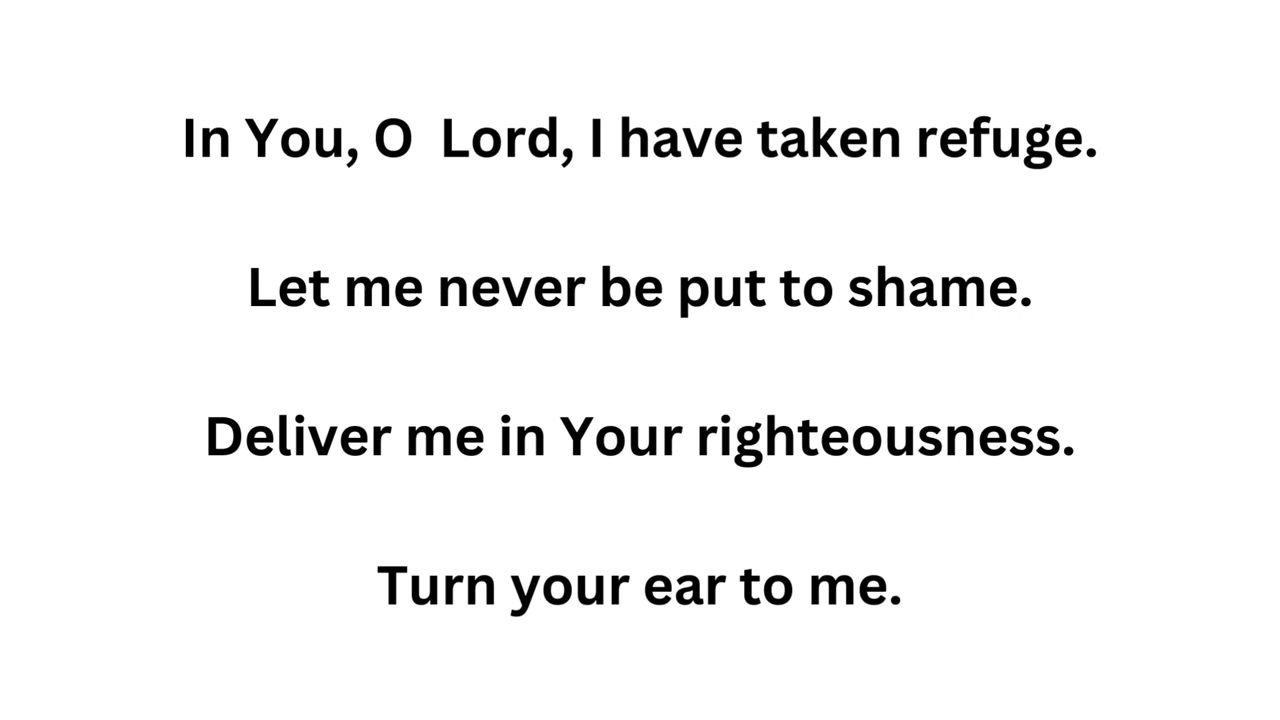 In You, O  Lord, I have taken refuge.
Let me never be put to shame.
Deliver me in Your righteousness.
Turn your ear to me.